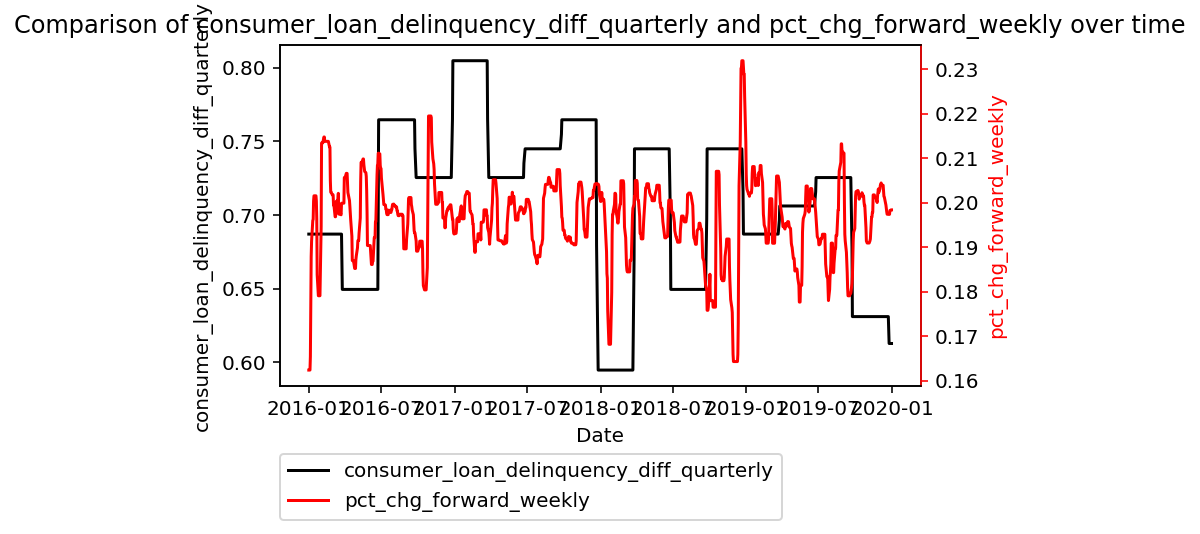 Comparison of consumer_loan_delinquency_diff_quarterly and pct_chg_forward_weekly over time
consumer_loan_delinquency_diff_quarterly
0.80
0.75
0.70
0.65
0.60
0.23
0.22
0.21
0.20
0.19
0.18
0.17
0.16
pct_chg_forward_weekly
2016-01 2016-07 2017-01 2017-07 2018-01 2018-07 2019-01 2019-07 2020-01
Date
consumer_loan_delinquency_diff_quarterly
pct_chg_forward_weekly